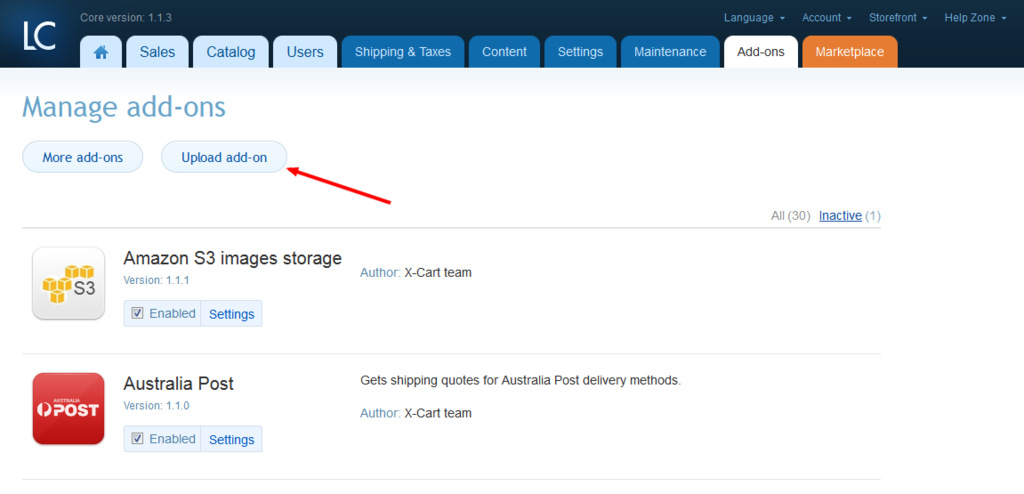 LC
Core version: 1.1.3
Language Account Storefront Help Zone
Sales Catalog Users Shipping & Taxes Content Settings Maintenance Add-ons Marketplace
Manage add-ons
More add-ons Upload add-on
All (30) Inactive (1)
S3
Amazon S3 images storage
Version: 1.1.1
Author: X-Cart team
Enabled Settings
AUSTRALIA
POST
Australia Post
Version: 1.1.0
Gets shipping quotes for Australia Post delivery methods.
Author: X-Cart team
Enabled Settings